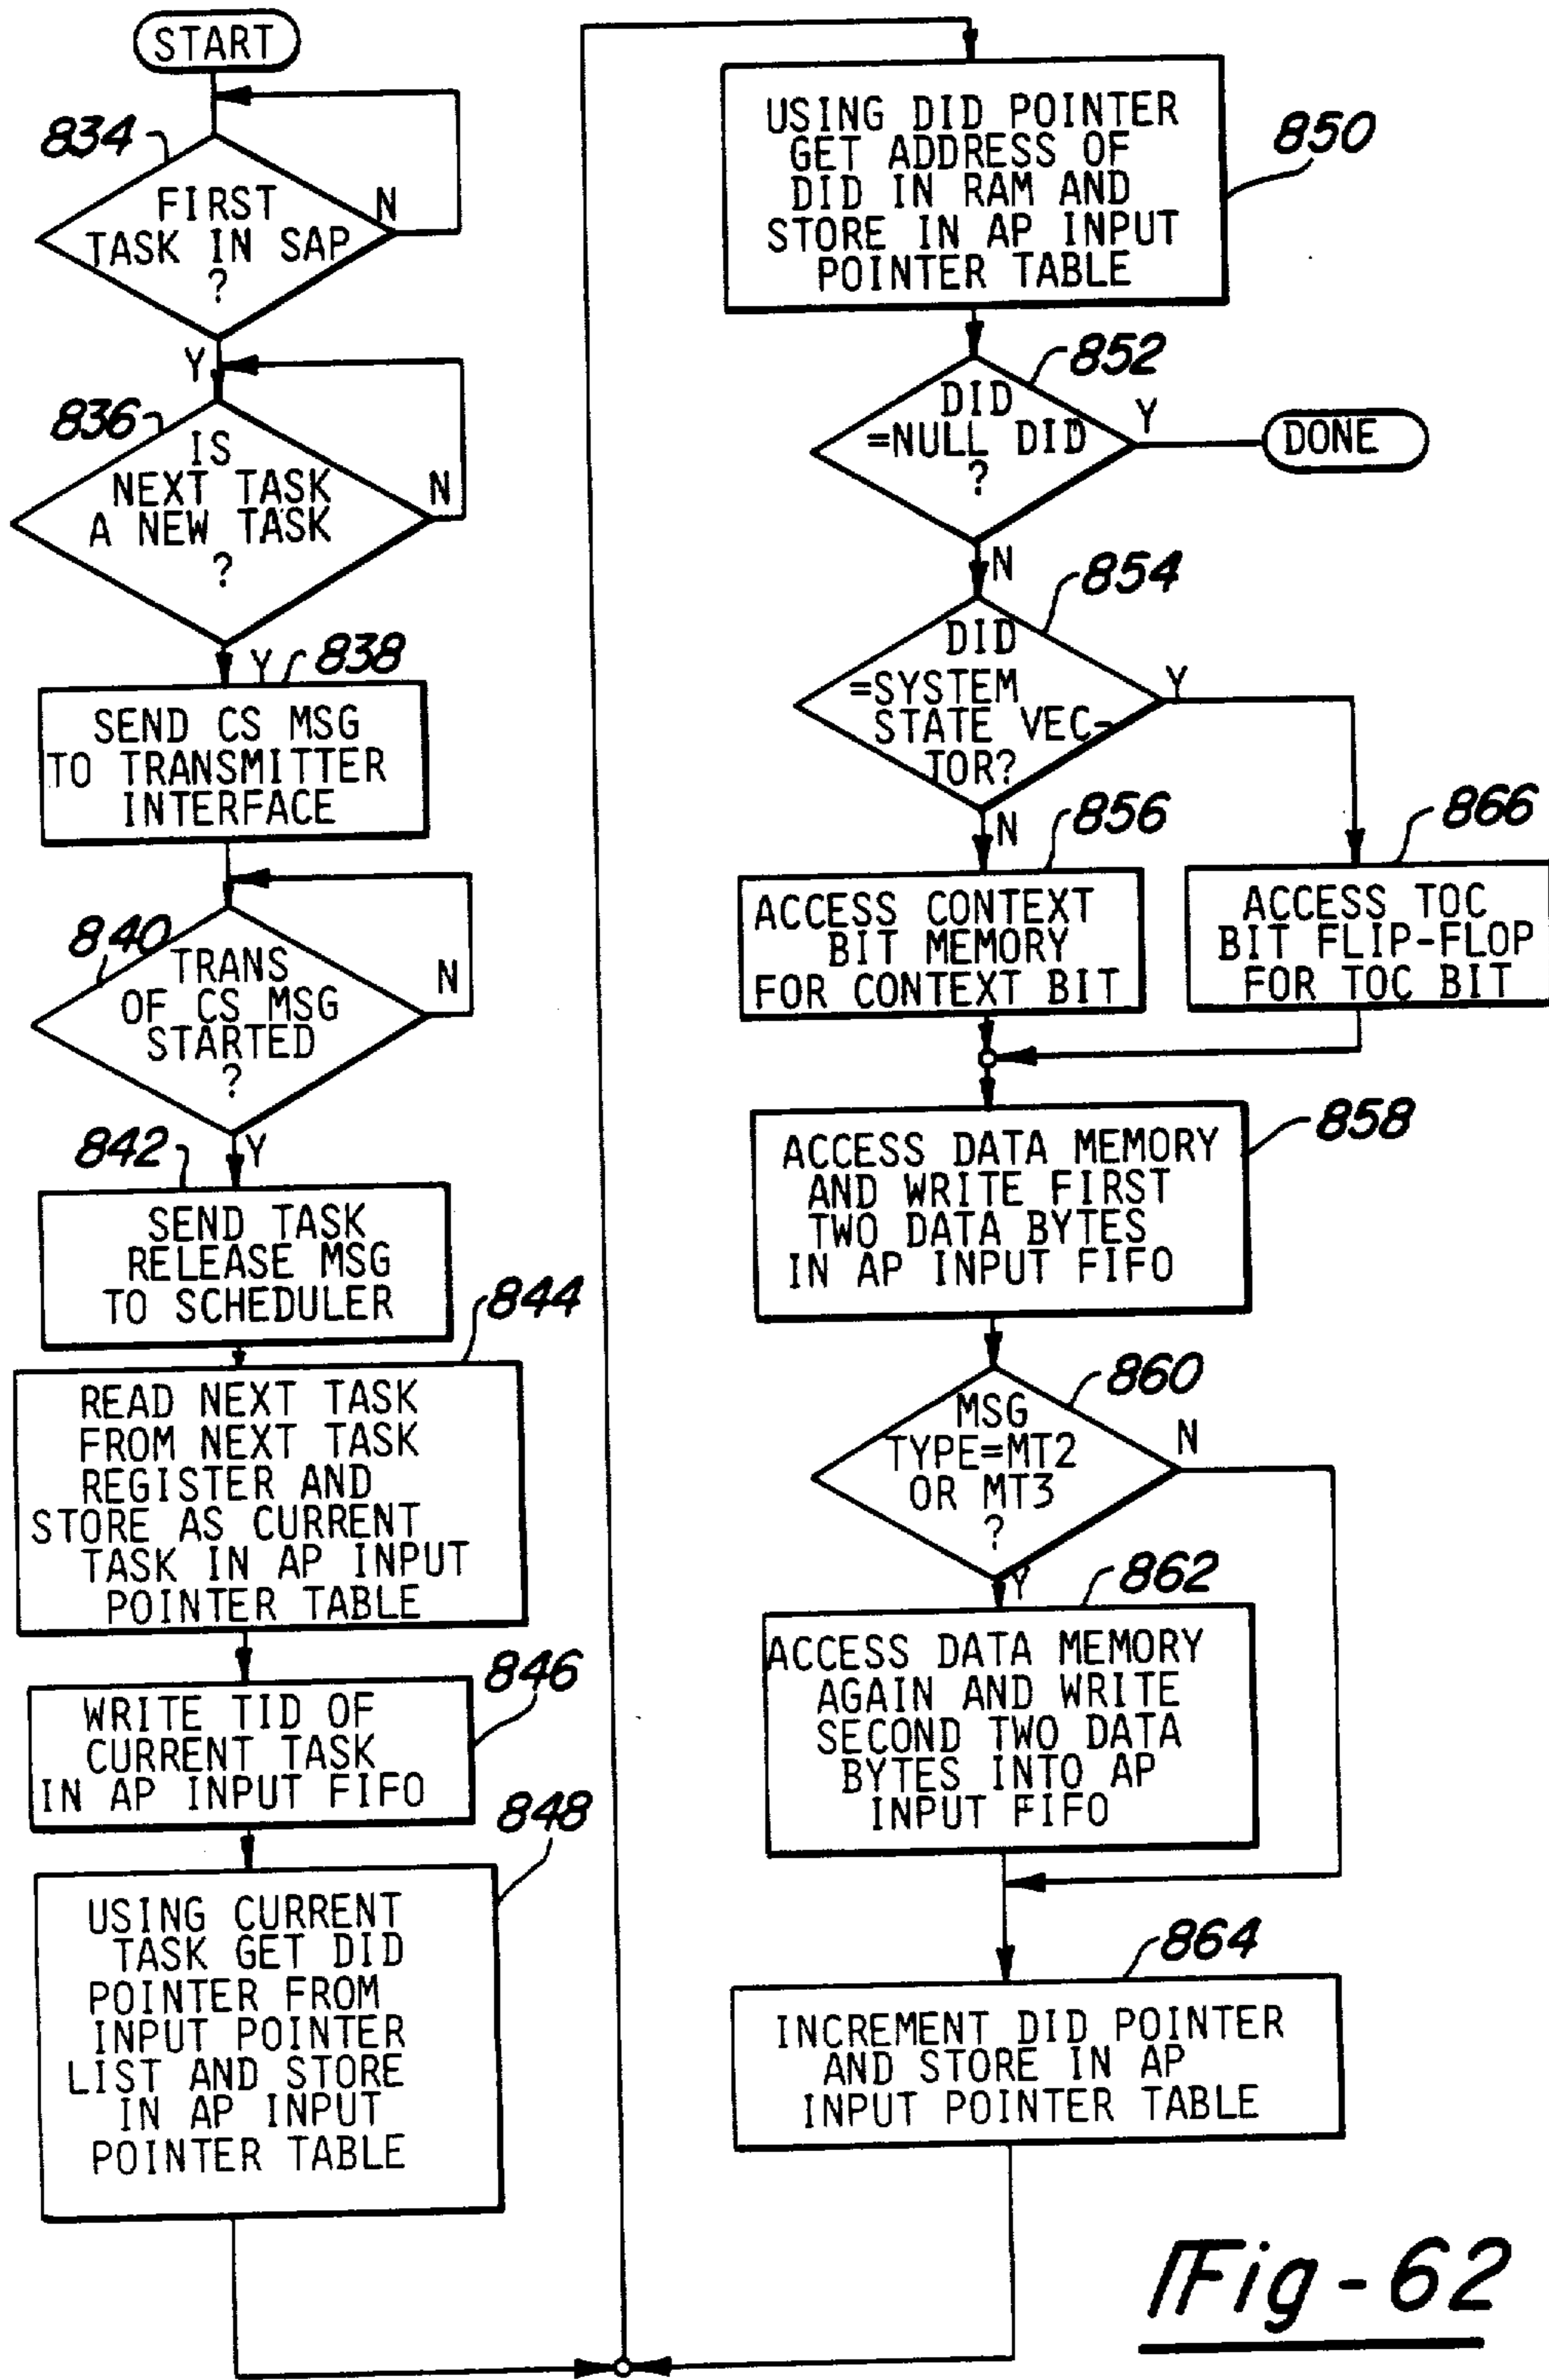 START
834
FIRST
TASK IN SAP
?
N
Y
836
IS
NEXT TASK
A NEW TASK
?
N
Y
838
SEND CS MSG
TO TRANSMITTER
INTERFACE
840
TRANS
OF CS MSG
STARTED
?
N
Y
842
SEND TASK
RELEASE MSG
TO SCHEDULER
844
READ NEXT TASK
FROM NEXT TASK
REGISTER AND
STORE AS CURRENT
TASK IN AP INPUT
POINTER TABLE
846
WRITE TID OF
CURRENT TASK
IN AP INPUT FIFO
848
USING CURRENT
TASK GET DID
POINTER FROM
INPUT POINTER
LIST AND STORE
IN AP INPUT
POINTER TABLE
850
USING DID POINTER
GET ADDRESS OF
DID IN RAM AND
STORE IN AP INPUT
POINTER TABLE
852
DID
=NULL DID
?
Y
DONE
N
854
DID
=SYSTEM
STATE VEC-
TOR?
Y
N
856
ACCESS CONTEXT
BIT MEMORY
FOR CONTEXT BIT
866
ACCESS TOC
BIT FLIP-FLOP
FOR TOC BIT
858
ACCESS DATA MEMORY
AND WRITE FIRST
TWO DATA BYTES
IN AP INPUT FIFO
860
MSG
TYPE=MT2
OR MT3
?
N
Y
862
ACCESS DATA MEMORY
AGAIN AND WRITE
SECOND TWO DATA
BYTES INTO AP
INPUT FIFO
864
INCREMENT DID POINTER
AND STORE IN AP
INPUT POINTER TABLE
Fig-62